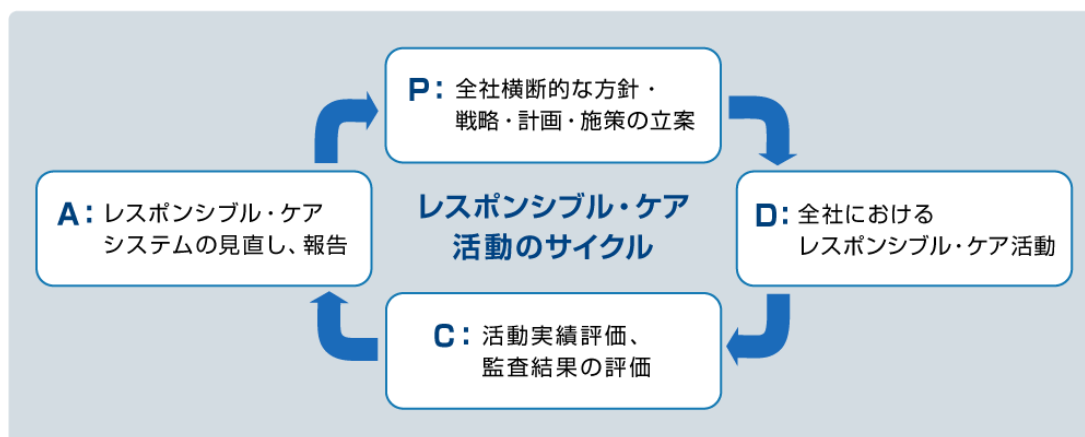 P：全社横断的な方針・
戦略・計画・施策の立案
A：レスポンシブル・ケア
システムの見直し、報告
レスポンシブル・ケア
活動のサイクル
D：全社における
レスポンシブル・ケア活動
C：活動実績評価、
監査結果の評価